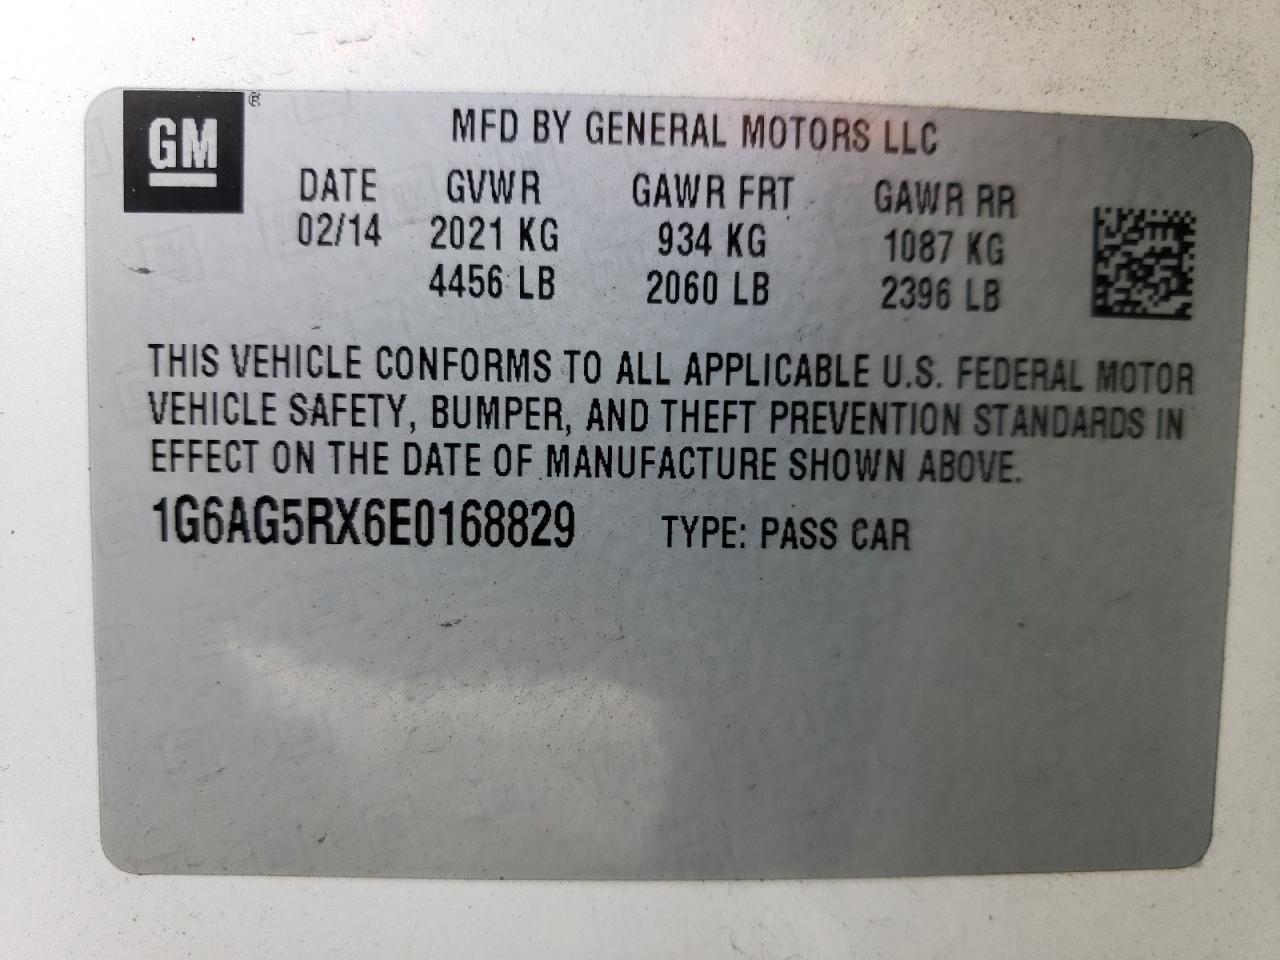 GM®
MFD BY GENERAL MOTORS LLC
DATE GVWR GAWR FRT GAWR RR
02/14 2021 KG 934 KG 1087 KG
4456 LB 2060 LB 2396 LB
THIS VEHICLE CONFORMS TO ALL APPLICABLE U.S. FEDERAL MOTOR
VEHICLE SAFETY, BUMPER, AND THEFT PREVENTION STANDARDS IN
EFFECT ON THE DATE OF MANUFACTURE SHOWN ABOVE.
1G6AG5RX6E0168829 TYPE: PASS CAR